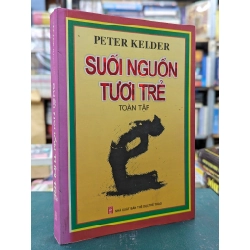 PETER KELDER
SUỐI NGUỒN
TƯƠI TRẺ
TOÀN TẬP